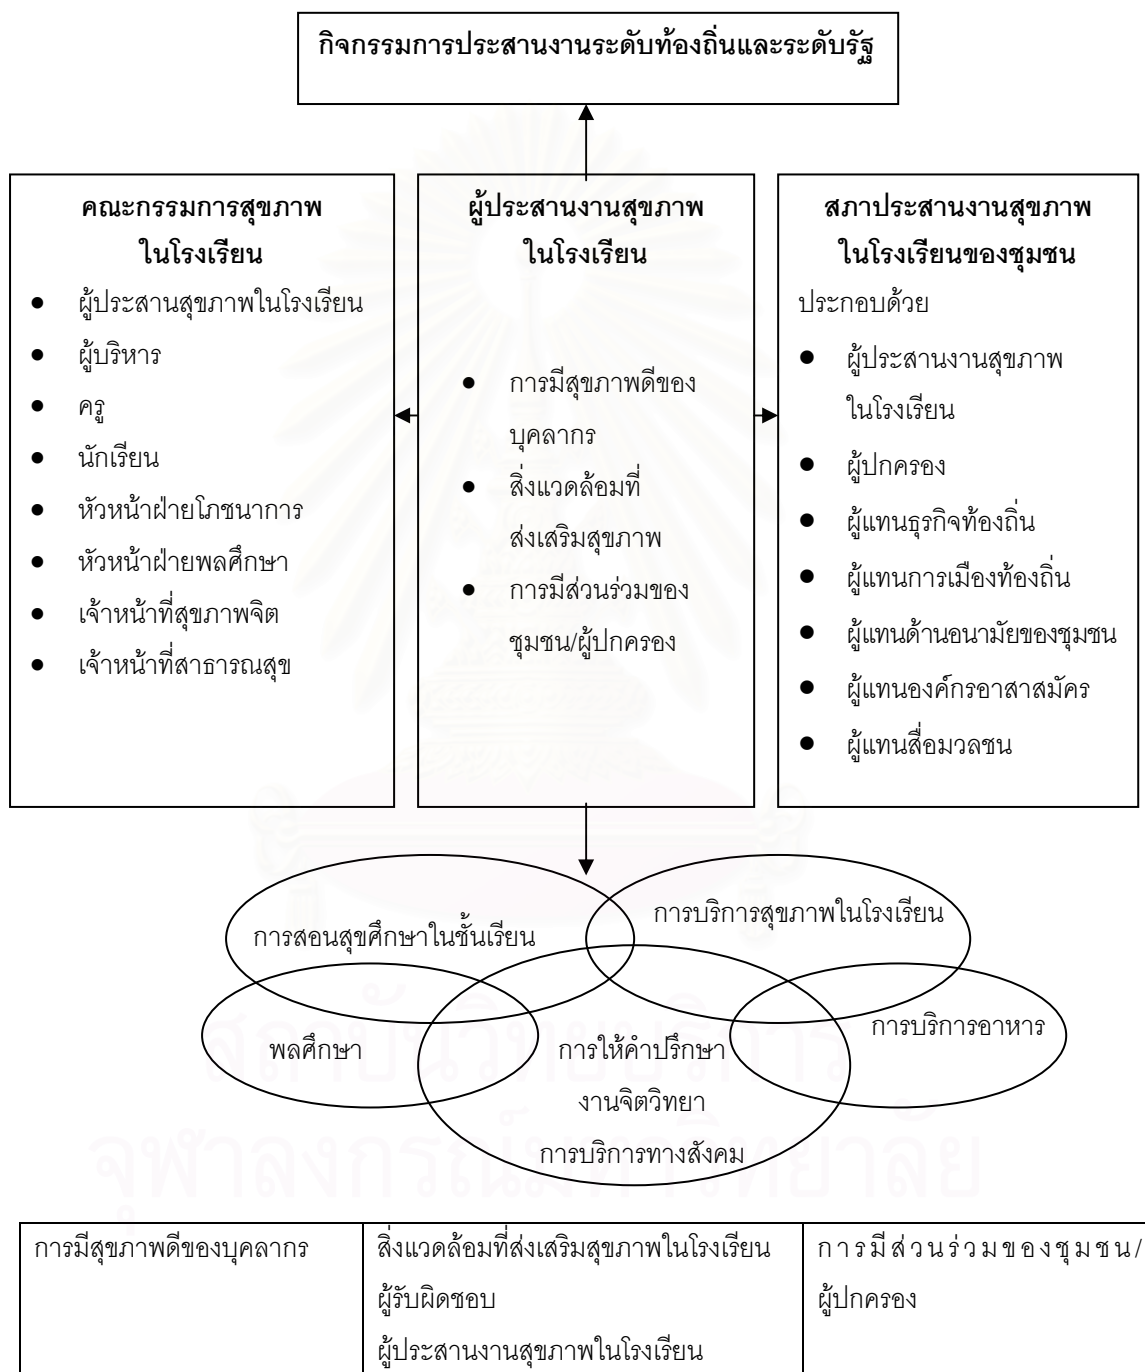 กิจกรรมการประสานงานระดับท้องถิ่นและระดับรัฐ
คณะกรรมการสุขภาพ
ในโรงเรียน
● ผู้ประสานสุขภาพในโรงเรียน
● ผู้บริหาร
● ครู
● นักเรียน
● หัวหน้าฝ่ายโภชนาการ
● หัวหน้าฝ่ายพลศึกษา
● เจ้าหน้าที่สุขภาพจิต
● เจ้าหน้าที่สาธารณสุข
ผู้ประสานงานสุขภาพ
ในโรงเรียน
● การมีสุขภาพดีของ
บุคลากร
● สิ่งแวดล้อมที่
ส่งเสริมสุขภาพ
● การมีส่วนร่วมของ
ชุมชน/ผู้ปกครอง
สภาประสานงานสุขภาพ
ในโรงเรียนของชุมชน
ประกอบด้วย
● ผู้ประสานงานสุขภาพ
ในโรงเรียน
● ผู้ปกครอง
● ผู้แทนธุรกิจท้องถิ่น
● ผู้แทนการเมืองท้องถิ่น
● ผู้แทนด้านอนามัยของชุมชน
● ผู้แทนองค์กรอาสาสมัคร
● ผู้แทนสื่อมวลชน
การสอนสุขศึกษาในชั้นเรียน
การบริการสุขภาพในโรงเรียน
พลศึกษา
การให้คำปรึกษา
งานจิตวิทยา
การบริการทางสังคม
การบริการอาหาร
สถาบันวิทยบริการ
จุฬาลงกรณ์มหาวิทยาลัย
การมีสุขภาพดีของบุคลากร
สิ่งแวดล้อมที่ส่งเสริมสุขภาพในโรงเรียน
ผู้รับผิดชอบ
ผู้ประสานงานสุขภาพในโรงเรียน
การมีส่วนร่วมของชุมชน/
ผู้ปกครอง